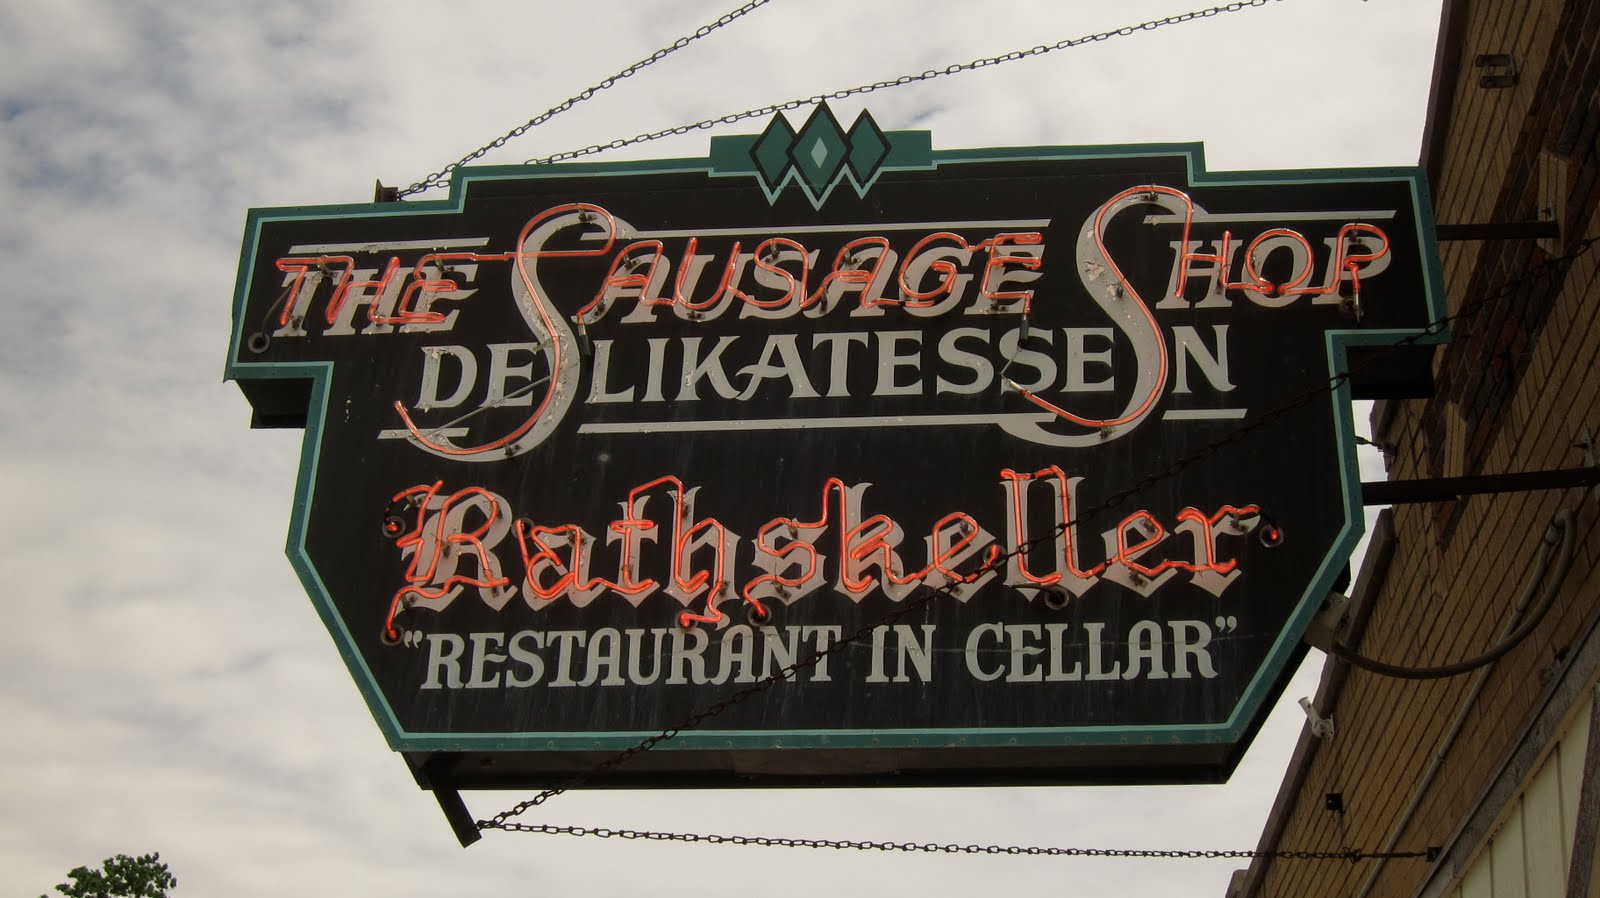 THE SAUSAGE SHOP
DELIKATESSEN
Rathskeller
"RESTAURANT IN CELLAR"